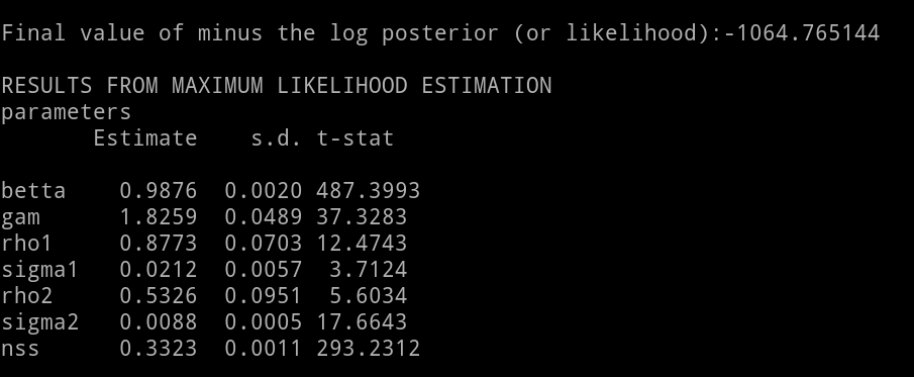 Final value of minus the log posterior (or likelihood):-1064.765144
RESULTS FROM MAXIMUM LIKELIHOOD ESTIMATION
parameters
Estimate s.d. t-stat
betta 0.9876 0.0020 487.3993
gam 1.8259 0.0489 37.3283
rho1 0.8773 0.0703 12.4743
sigma1 0.0212 0.0057 3.7124
rho2 0.5326 0.0951 5.6034
sigma2 0.0088 0.0005 17.6643
nss 0.3323 0.0011 293.2312